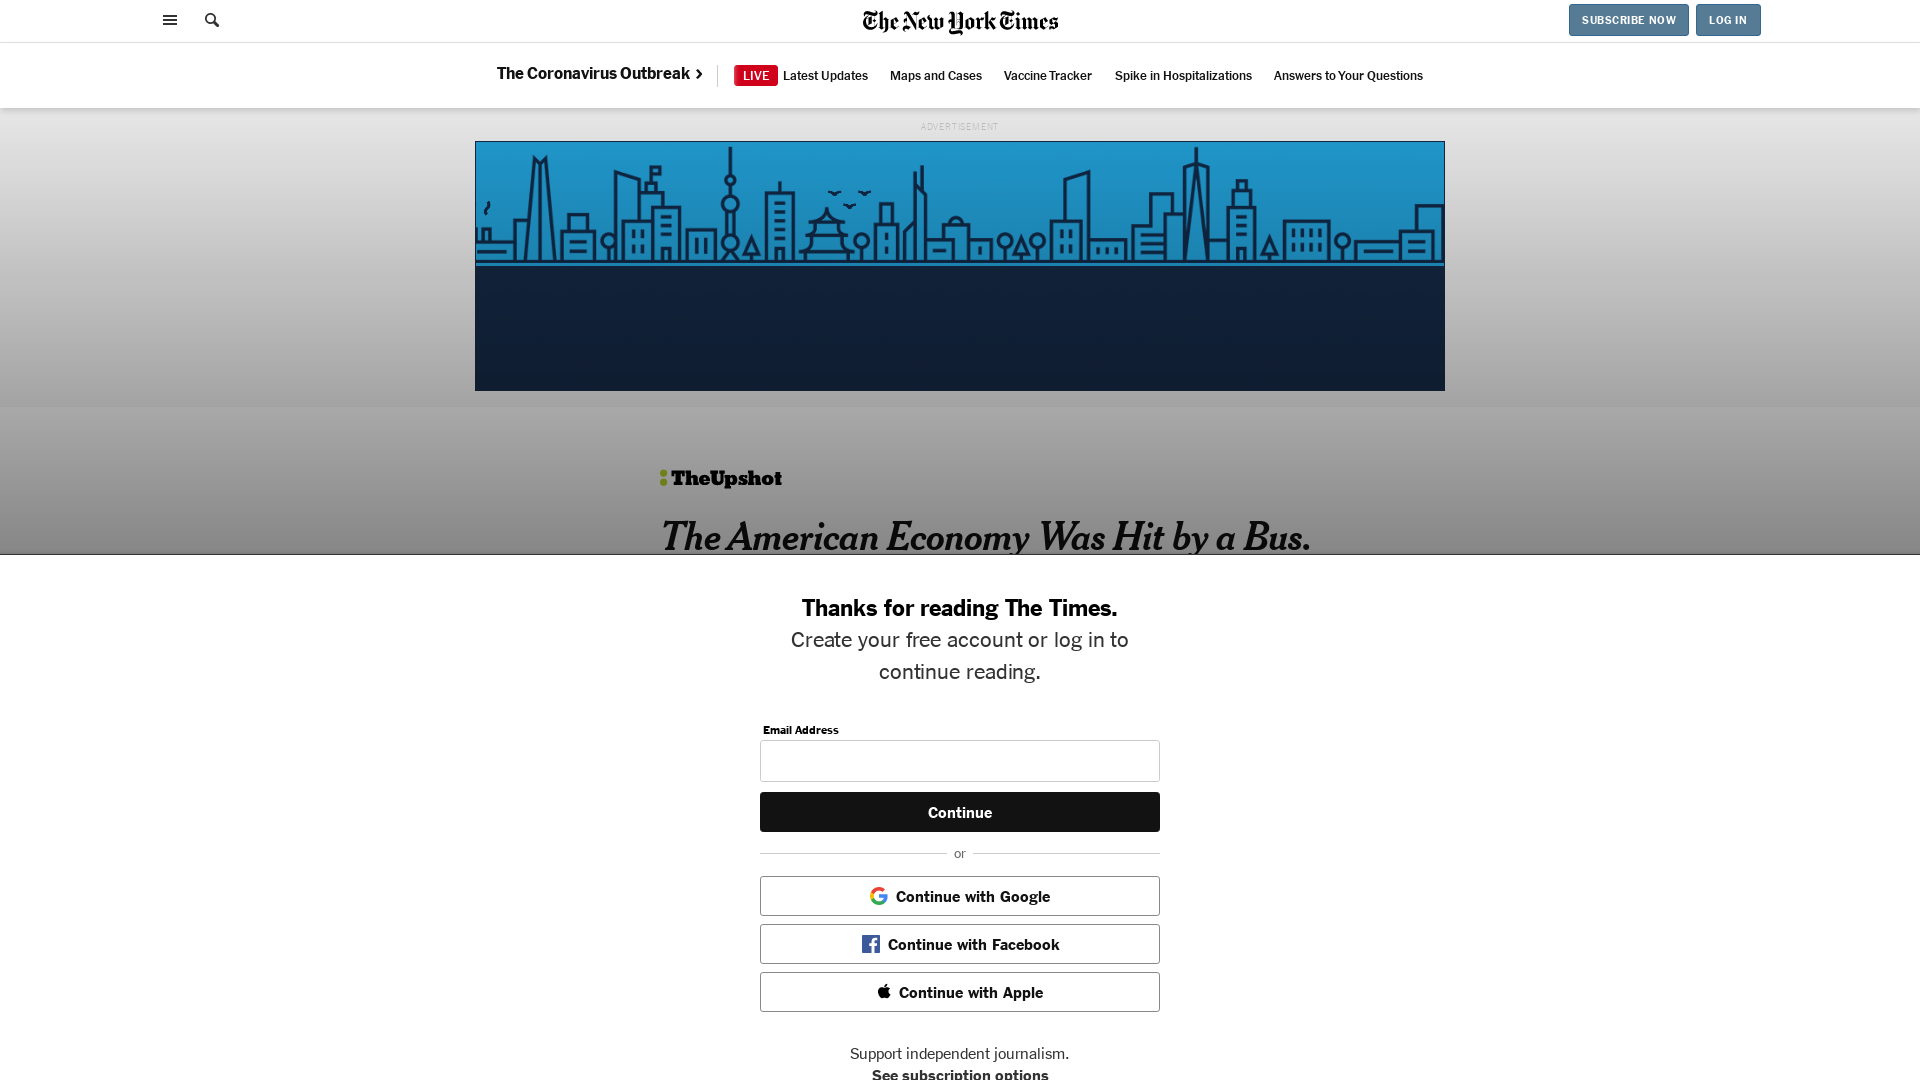 The New York Times
SUBSCRIBE NOW
LOG IN
The Coronavirus Outbreak
LIVE Latest Updates
Maps and Cases
Vaccine Tracker
Spike in Hospitalizations
Answers to Your Questions
ADVERTISEMENT
TheUpshot
The American Economy Was Hit by a Bus.
Thanks for reading The Times.
Create your free account or log in to
continue reading.
Email Address
Continue
or
Continue with Google
Continue with Facebook
Continue with Apple
Support independent journalism.
See subscription options